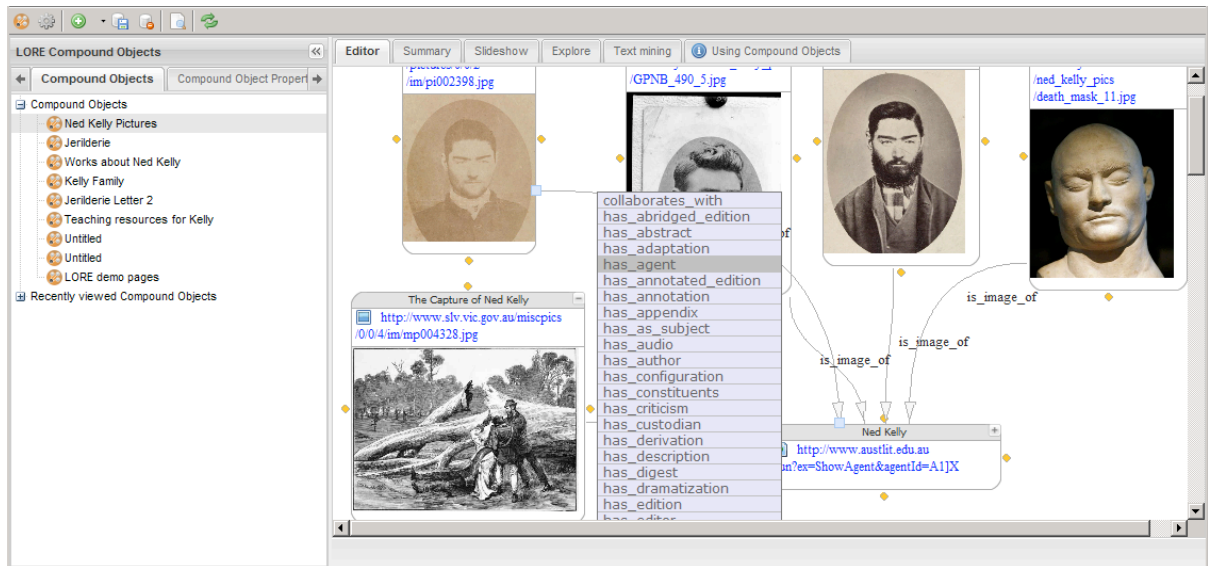 LORE Compound Objects
Compound Objects
Compound Object Propert
Compound Objects
Ned Kelly Pictures
Jerilderie
Works about Ned Kelly
Kelly Family
Jerilderie Letter 2
Teaching resources for Kelly
Untitled
Untitled
LORE demo pages
Recently viewed Compound Objects
Editor
Summary
Slideshow
Explore
Text mining
Using Compound Objects
/im/pi002398.jpg
/GPNB_490_5.jpg
/ned_kelly_pics
/death_mask_11.jpg
collaborates_with
has_abridged_edition
has_abstract
has_adaptation
has_agent
has_annotated_edition
has_annotation
has_appendix
has_as_subject
has_audio
has_author
has_configuration
has_constituents
has_criticism
has_custodian
has_derivation
has_description
has_digest
has_dramatization
has_edition
has_editor
of
is_image_of
is_image_of
is_image_of
The Capture of Ned Kelly
http://www.slv.vic.gov.au/miscpics
/0/0/4/im/mp004328.jpg
Ned Kelly
http://www.austlit.edu.au
un?ex=ShowAgent&agentId=A1]X